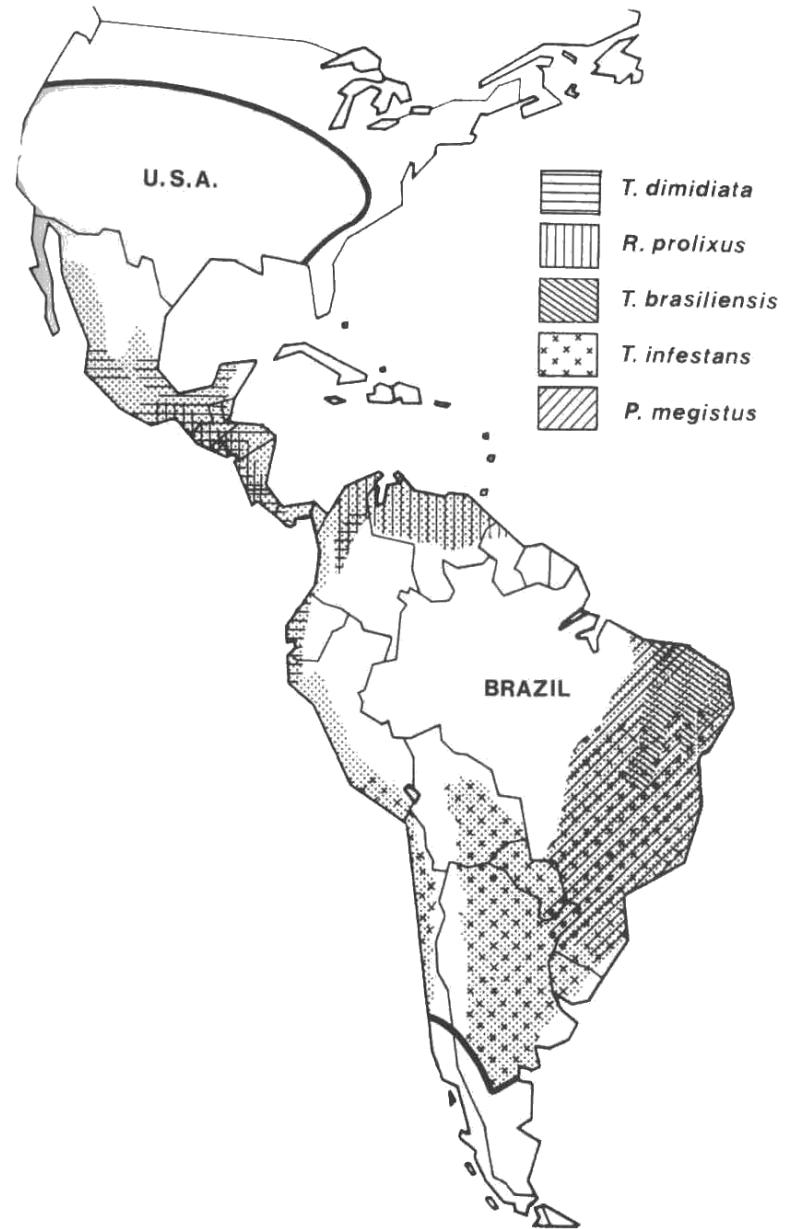 U.S.A.
T. dimidiata
R. prolixus
T. brasiliensis
T. infestans
P. megistus
BRAZIL